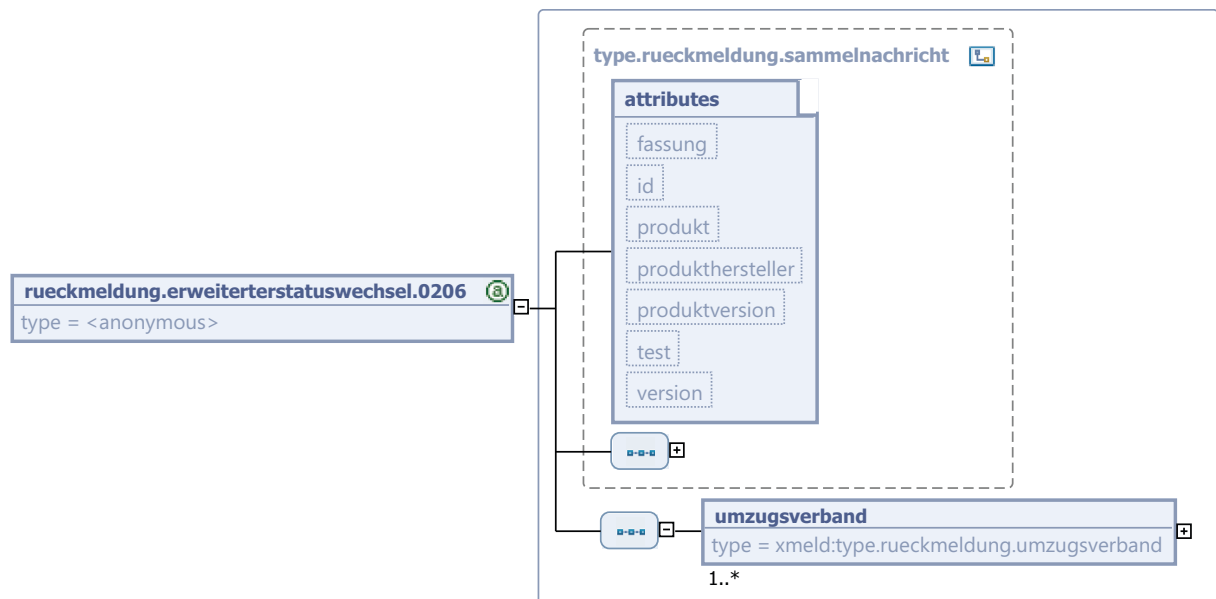 type.rueckmeldung.sammelnachricht
attributes
fassung
id
produkt
produkthersteller
produktversion
test
version
rueckmeldung.erweiterterstatuswechsel.0206 @
type = <anonymous>
umzugsverband
type = xmeld:type.rueckmeldung.umzugsverband
1..*